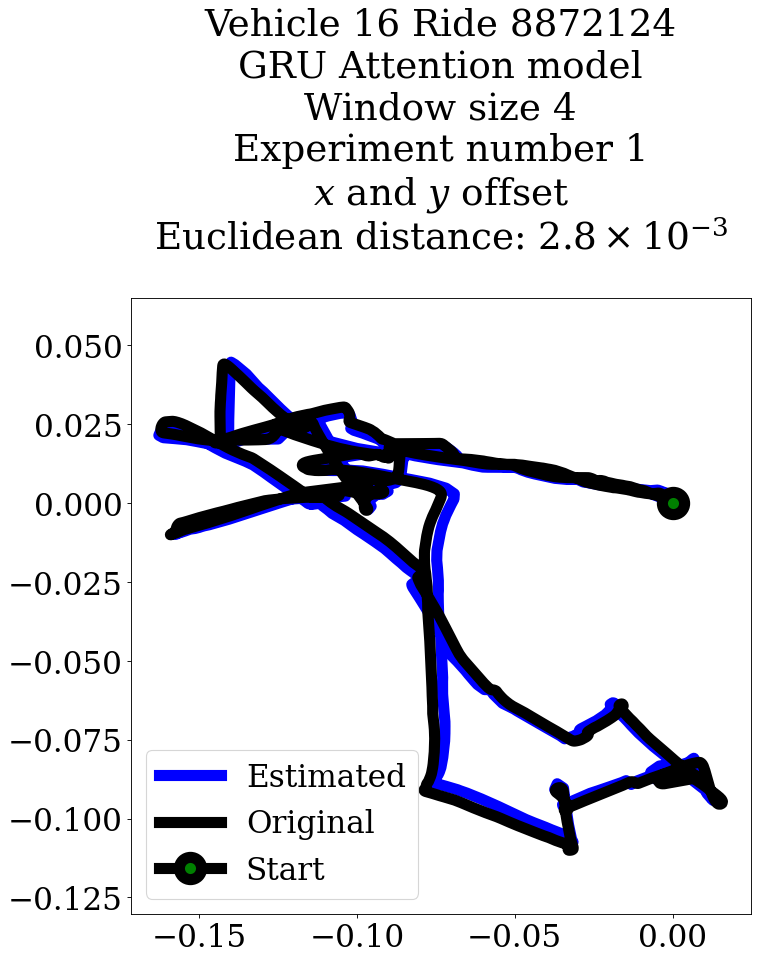 Vehicle 16 Ride 8872124
GRU Attention model
Window size 4
Experiment number 1
x and y offset
Euclidean distance: 2.8 × 10⁻³
0.050
0.025
0.000
−0.025
−0.050
−0.075
−0.100
−0.125
Estimated
Original
Start
−0.15 −0.10 −0.05 0.00